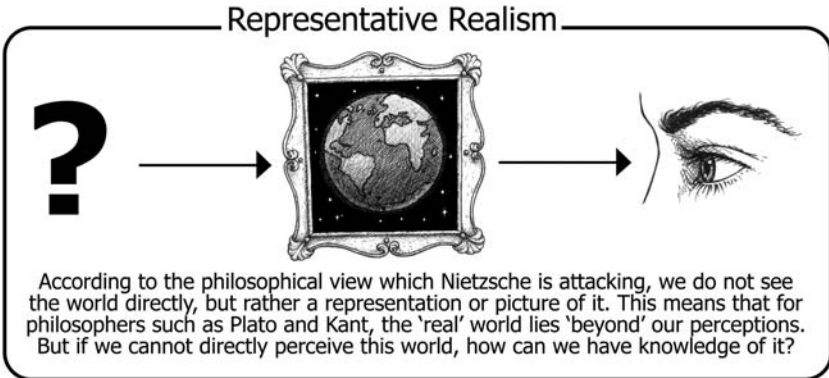 Representative Realism
?
According to the philosophical view which Nietzsche is attacking, we do not see
the world directly, but rather a representation or picture of it. This means that for
philosophers such as Plato and Kant, the ‘real’ world lies ‘beyond’ our perceptions.
But if we cannot directly perceive this world, how can we have knowledge of it?